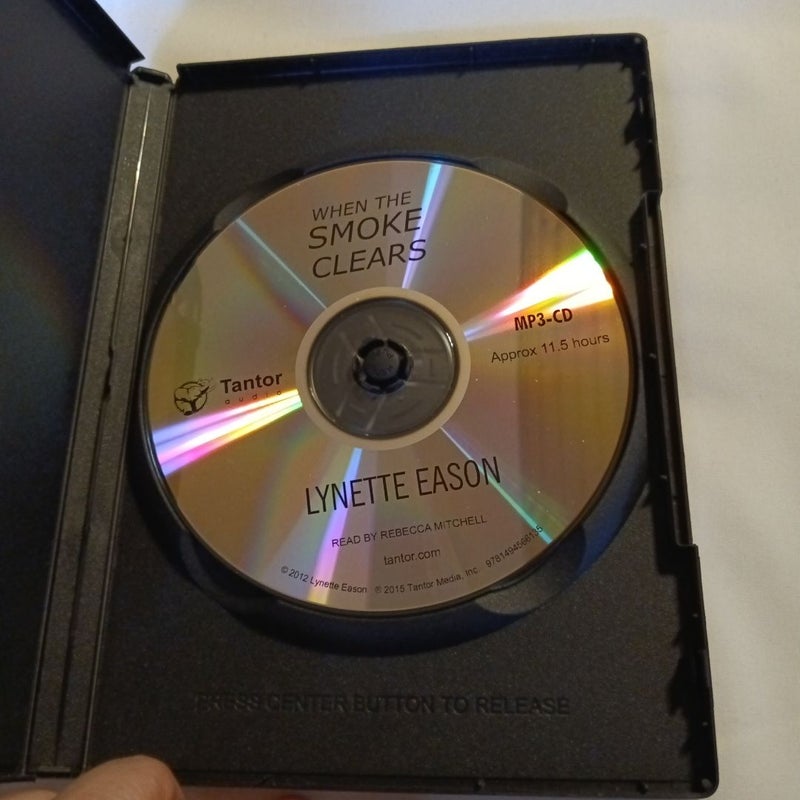 WHEN THE
SMOKE
CLEARS
MP3-CD
Approx 11.5 hours
Tantor
audio
LYNETTE EASON
READ BY REBECCA MITCHELL
tantor.com
© 2012 Lynette Eason ℗ 2015 Tantor Media, Inc. 9781494566135
PRESS CENTER BUTTON TO RELEASE